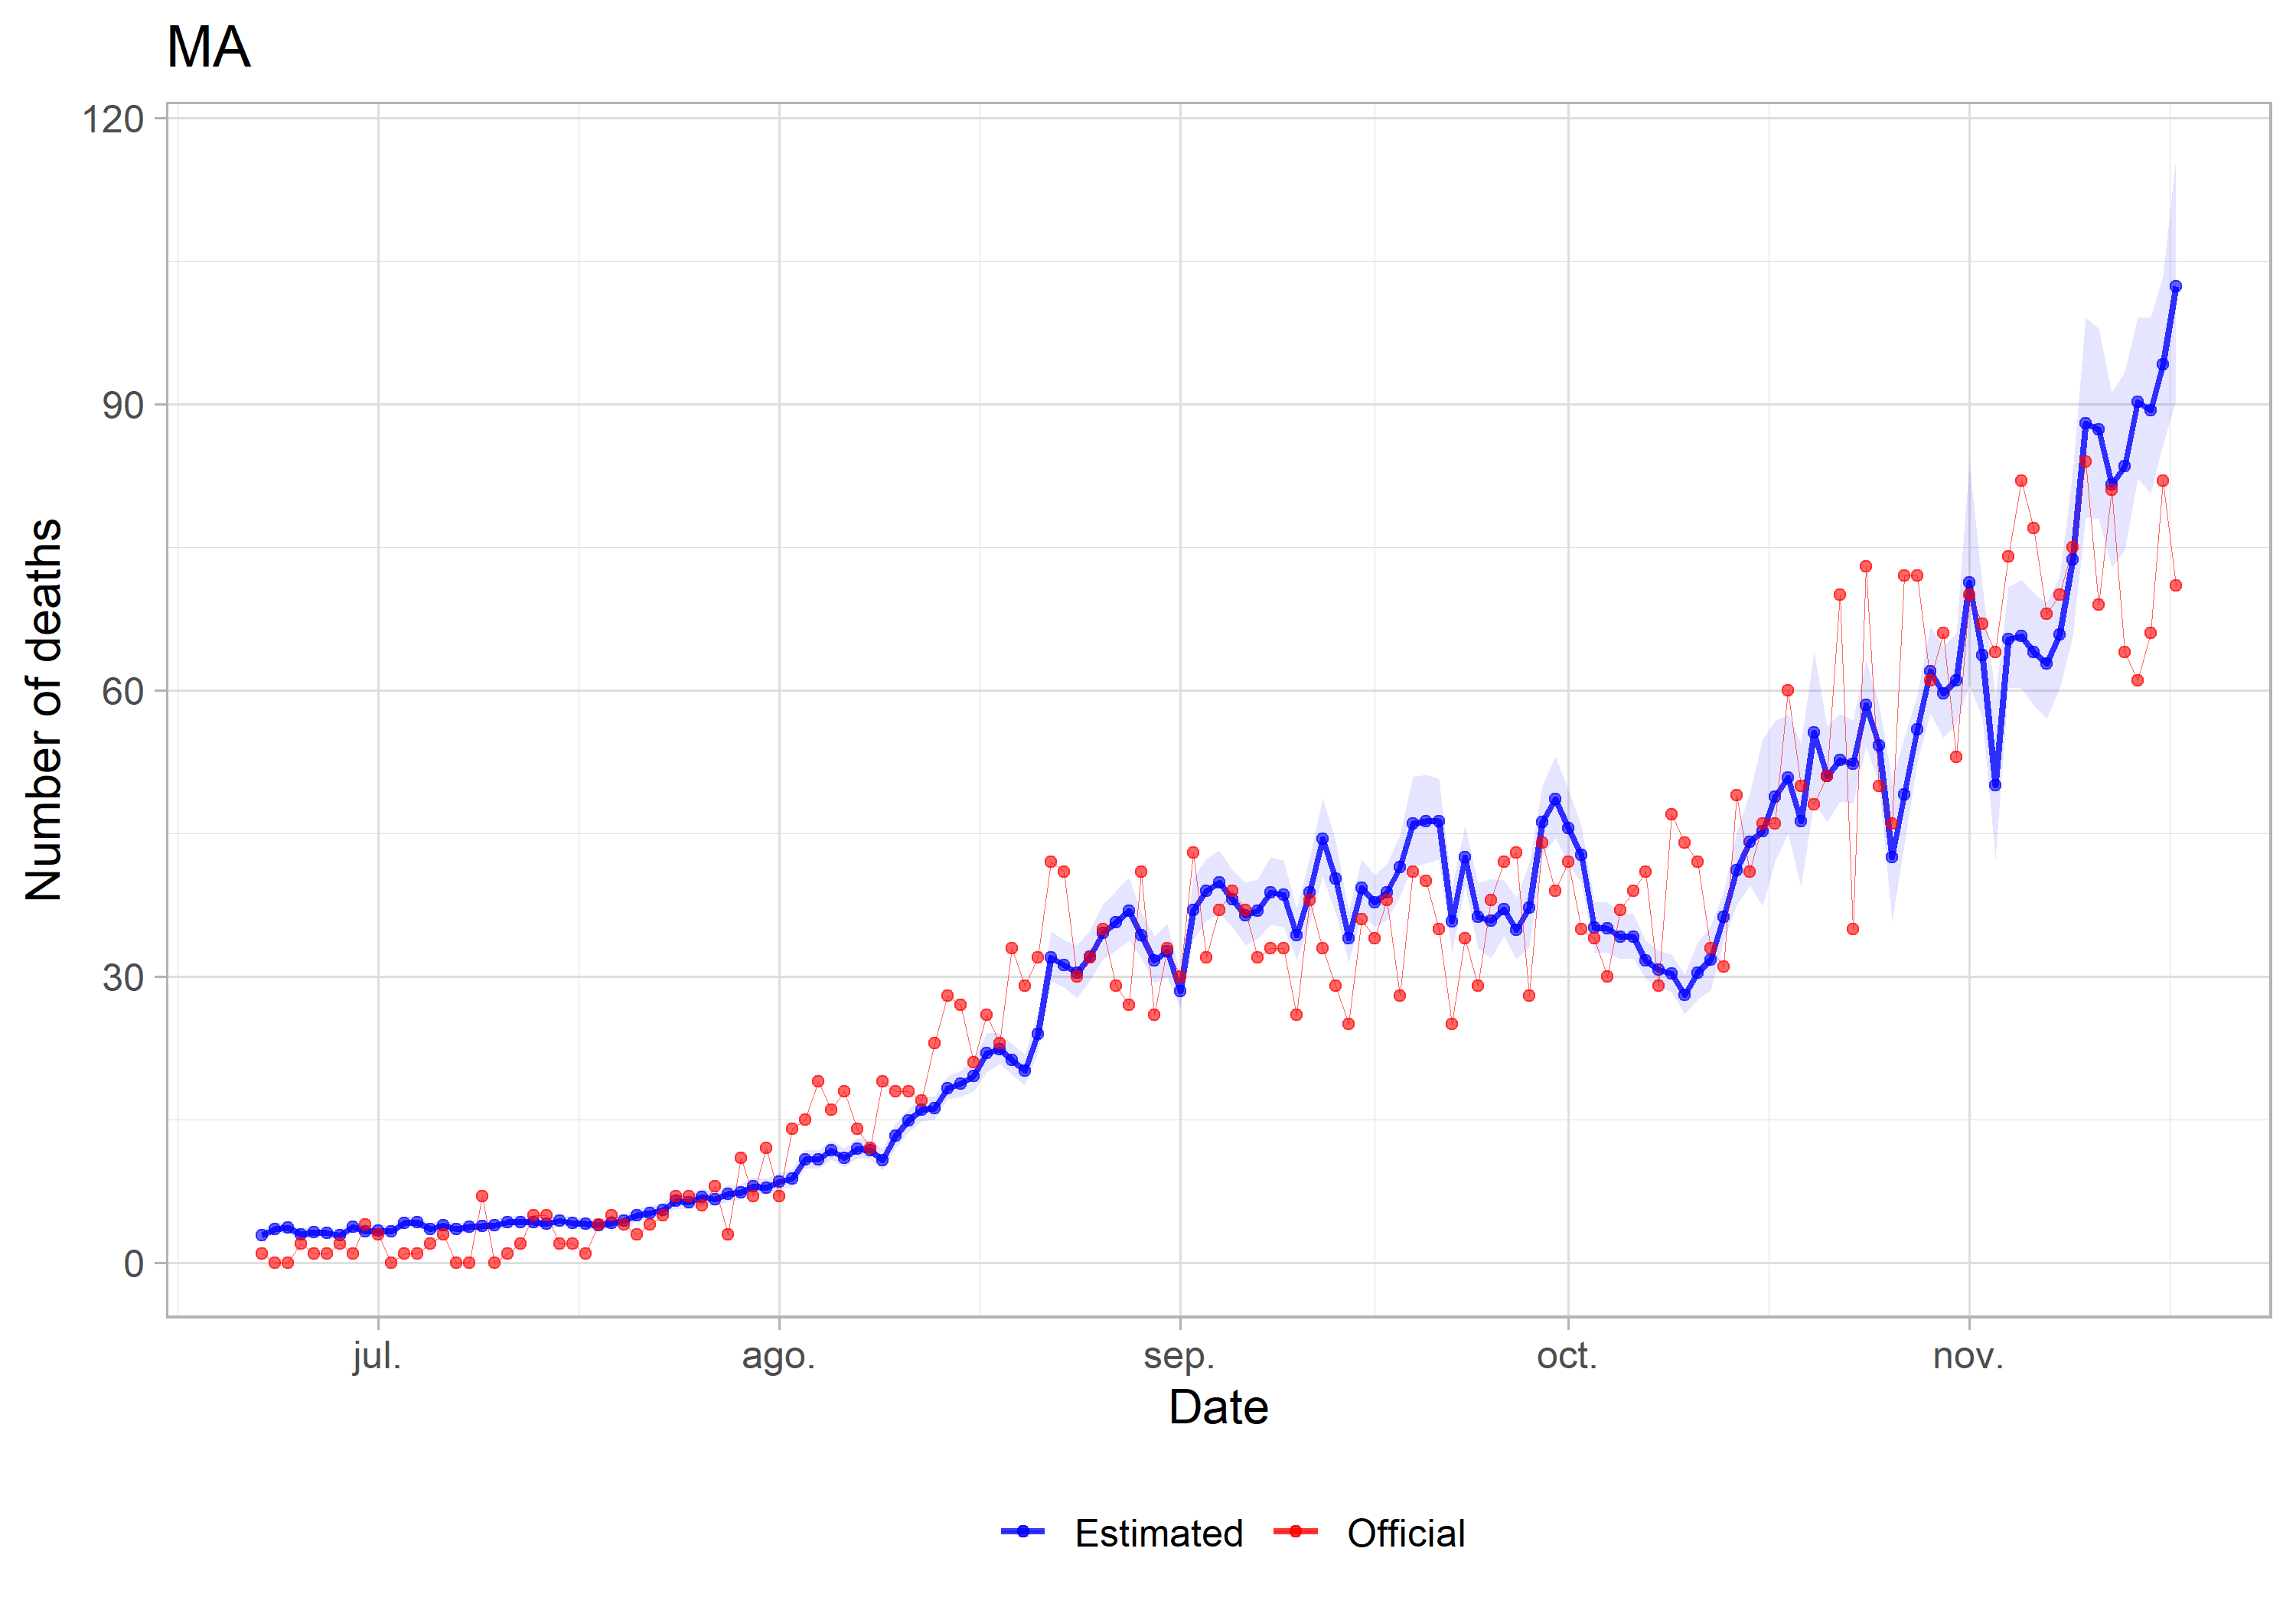 MA
120
90
60
30
0
Number of deaths
jul.
ago.
sep.
oct.
nov.
Date
Estimated
Official